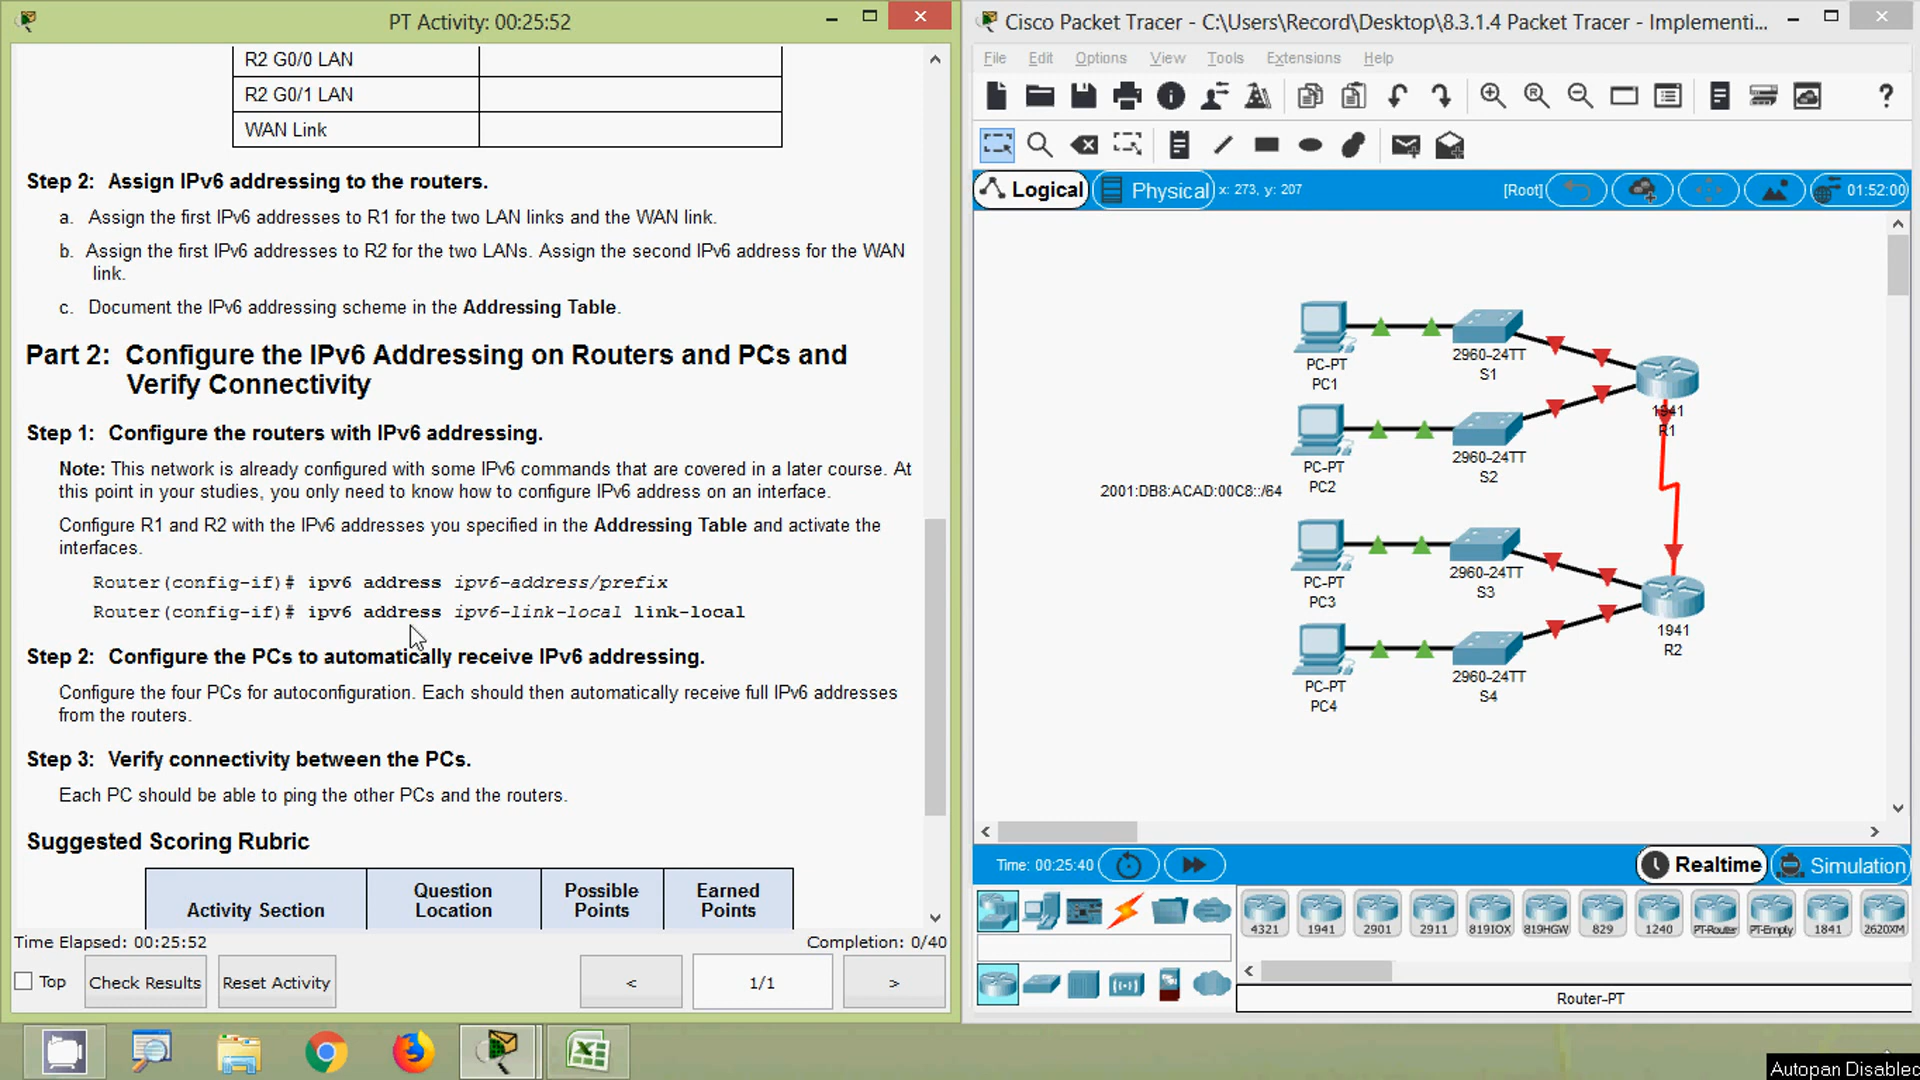 PT Activity: 00:25:52
R2 G0/0 LAN
R2 G0/1 LAN
WAN Link
Step 2: Assign IPv6 addressing to the routers.
a. Assign the first IPv6 addresses to R1 for the two LAN links and the WAN link.
b. Assign the first IPv6 addresses to R2 for the two LANs. Assign the second IPv6 address for the WAN
link.
c. Document the IPv6 addressing scheme in the Addressing Table.
Part 2: Configure the IPv6 Addressing on Routers and PCs and
Verify Connectivity
Step 1: Configure the routers with IPv6 addressing.
Note: This network is already configured with some IPv6 commands that are covered in a later course. At
this point in your studies, you only need to know how to configure IPv6 address on an interface.
Configure R1 and R2 with the IPv6 addresses you specified in the Addressing Table and activate the
interfaces.
Router(config-if)# ipv6 address ipv6-address/prefix
Router(config-if)# ipv6 address ipv6-link-local link-local
Step 2: Configure the PCs to automatically receive IPv6 addressing.
Configure the four PCs for autoconfiguration. Each should then automatically receive full IPv6 addresses
from the routers.
Step 3: Verify connectivity between the PCs.
Each PC should be able to ping the other PCs and the routers.
Suggested Scoring Rubric
Activity Section
Question
Location
Possible
Points
Earned
Points
Time Elapsed: 00:25:52
Completion: 0/40
Top
Check Results
Reset Activity
<
1/1
>
Cisco Packet Tracer - C:\Users\Record\Desktop\8.3.1.4 Packet Tracer - Implementi...
File Edit Options View Tools Extensions Help
Logical
Physical
x: 273, y: 207
[Root]
01:52:00
PC-PT
PC1
2960-24TT
S1
1941
R1
PC-PT
PC2
2960-24TT
S2
2001:DB8:ACAD:00C8::/64
PC-PT
PC3
2960-24TT
S3
1941
R2
PC-PT
PC4
2960-24TT
S4
Time: 00:25:40
Realtime
Simulation
4321 1941 2901 2911 819IOX 819HGW 829 1240 PT-Router PT-Empty 1841 2620XM
Router-PT
Autopan Disabled